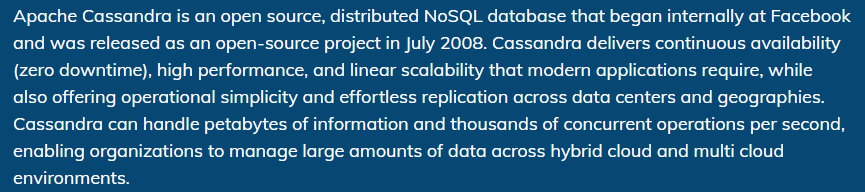 Apache Cassandra is an open source, distributed NoSQL database that began internally at Facebook
and was released as an open-source project in July 2008. Cassandra delivers continuous availability
(zero downtime), high performance, and linear scalability that modern applications require, while
also offering operational simplicity and effortless replication across data centers and geographies.
Cassandra can handle petabytes of information and thousands of concurrent operations per second,
enabling organizations to manage large amounts of data across hybrid cloud and multi cloud
environments.